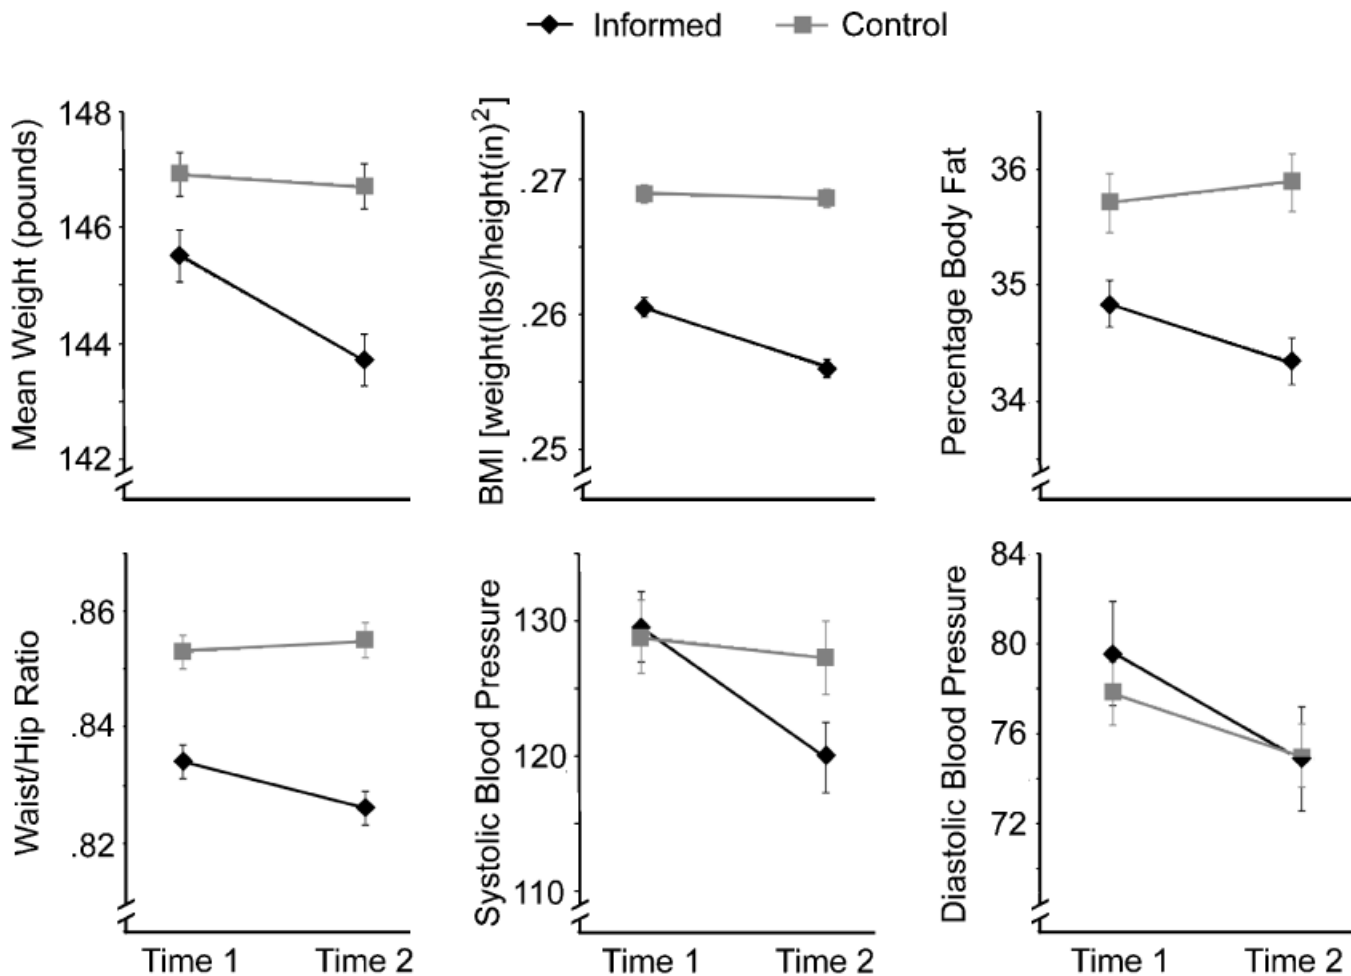 Informed Control
Mean Weight (pounds)
148
146
144
142
BMI [weight(lbs)/height(in)²]
.27
.26
.25
Percentage Body Fat
36
35
34
Waist/Hip Ratio
.86
.84
.82
Time 1 Time 2
Systolic Blood Pressure
130
120
110
Time 1 Time 2
Diastolic Blood Pressure
84
80
76
72
Time 1 Time 2